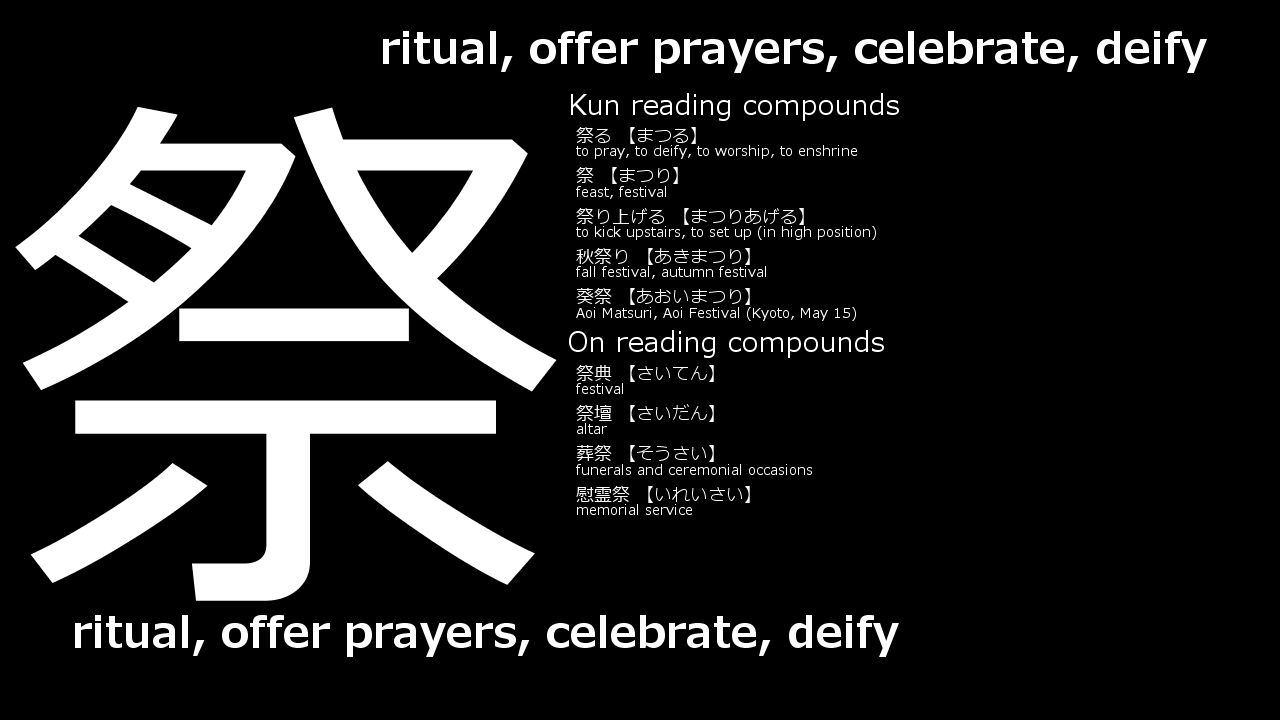 ritual, offer prayers, celebrate, deify
祭
Kun reading compounds
祭る 【まつる】
to pray, to deify, to worship, to enshrine
祭 【まつり】
feast, festival
祭り上げる 【まつりあげる】
to kick upstairs, to set up (in high position)
秋祭り 【あきまつり】
fall festival, autumn festival
葵祭 【あおいまつり】
Aoi Matsuri, Aoi Festival (Kyoto, May 15)
On reading compounds
祭典 【さいてん】
festival
祭壇 【さいだん】
altar
葬祭 【そうさい】
funerals and ceremonial occasions
慰霊祭 【いれいさい】
memorial service
ritual, offer prayers, celebrate, deify